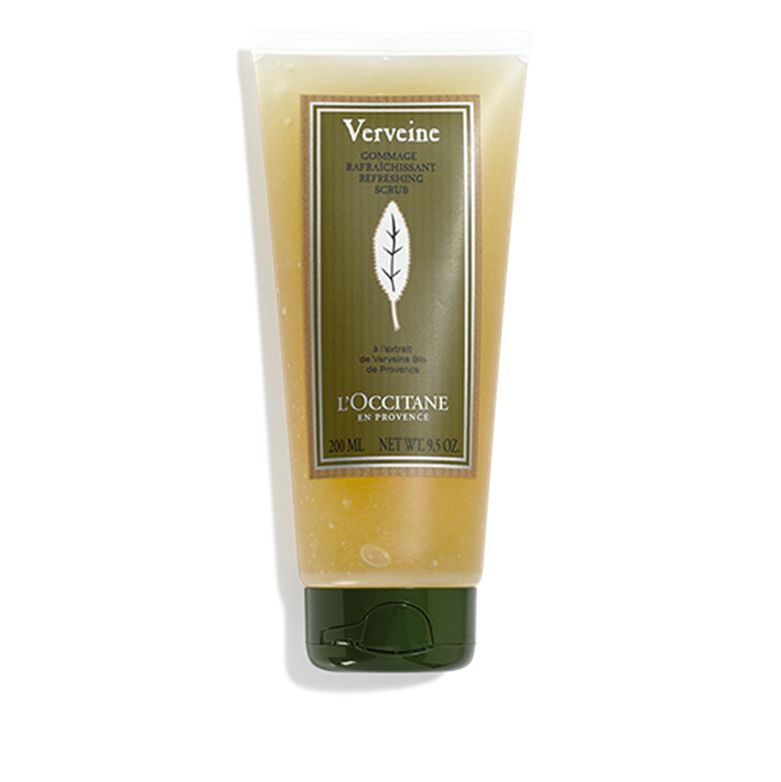 Verveine
GOMMAGE
RAFRAÎCHISSANT
REFRESHING
SCRUB
à l'extrait
de Verveine Bio
de Provence
L'OCCITANE
EN PROVENCE
200 ML NET WT. 9.5 OZ.